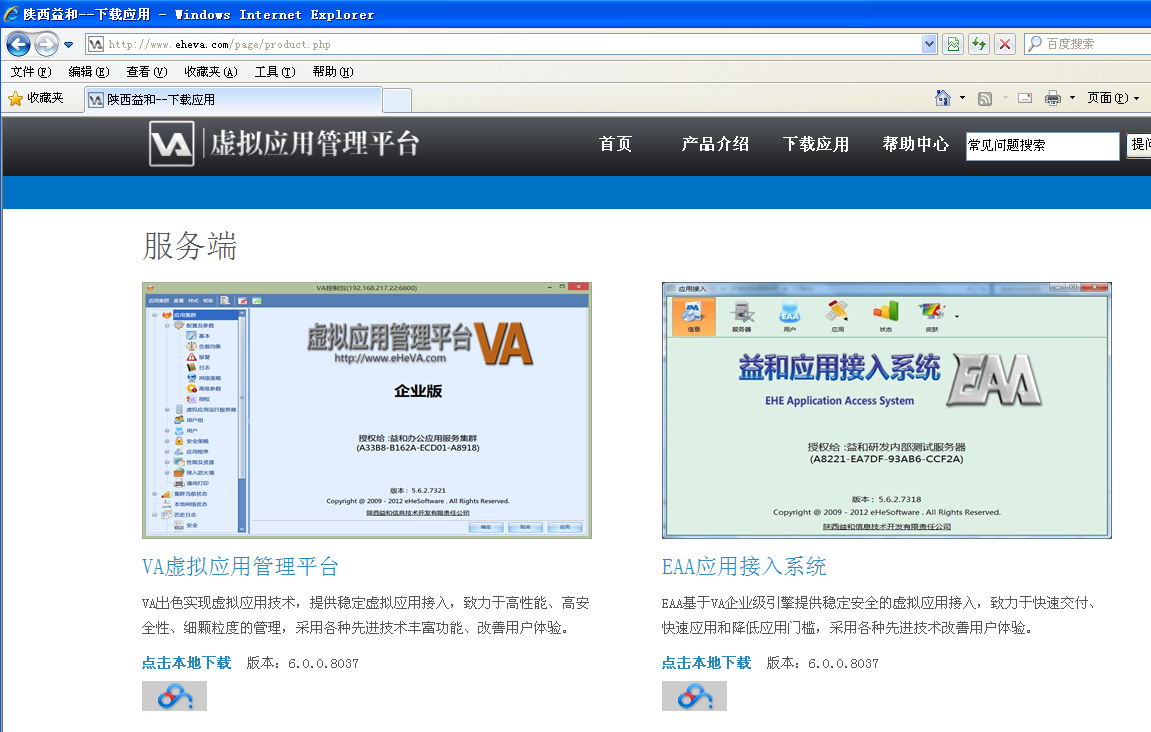 陕西益和--下载应用 - Windows Internet Explorer
http://www.eheva.com/page/product.php
百度搜索
文件(F) 编辑(E) 查看(V) 收藏夹(A) 工具(T) 帮助(H)
收藏夹 陕西益和--下载应用 页面(P)
VA 虚拟应用管理平台 首页 产品介绍 下载应用 帮助中心 常见问题搜索 提问
服务端
VA控制台(192.168.217.22:6800)
应用集群 查看 样式 帮助
应用集群
配置及参数
基本
负载均衡
报警
日志
网络策略
高级参数
授权
虚拟应用运行服务器
用户组
用户
安全策略
应用程序
性能及资源
接入防火墙
通用打印
集群当前状态
本地网络状态
历史日志
安全
虚拟应用管理平台 VA
http://www.eHeVA.com
企业版
授权给 :益和办公应用服务集群
(A33B8-B162A-ECD01-A8918)
版本 : 5.6.2.7321
Copyright @ 2009 - 2012 eHeSoftware . All Rights Reserved.
陕西益和信息技术开发有限责任公司
确定 取消 应用
应用接入
信息 服务器 用户 应用 状态 皮肤
益和应用接入系统 EAA
EHE Application Access System
授权给 :益和研发内部测试服务器
(A8221-EA7DF-93AB6-CCF2A)
版本 : 5.6.2.7318
Copyright @ 2009 - 2012 eHeSoftware . All Rights Reserved.
陕西益和信息技术开发有限责任公司
VA虚拟应用管理平台
VA出色实现虚拟应用技术，提供稳定虚拟应用接入，致力于高性能、高安
全性、细颗粒度的管理，采用各种先进技术丰富功能、改善用户体验。
点击本地下载 版本：6.0.0.8037
EAA应用接入系统
EAA基于VA企业级引擎提供稳定安全的虚拟应用接入，致力于快速交付、
快速应用和降低应用门槛，采用各种先进技术改善用户体验。
点击本地下载 版本：6.0.0.8037